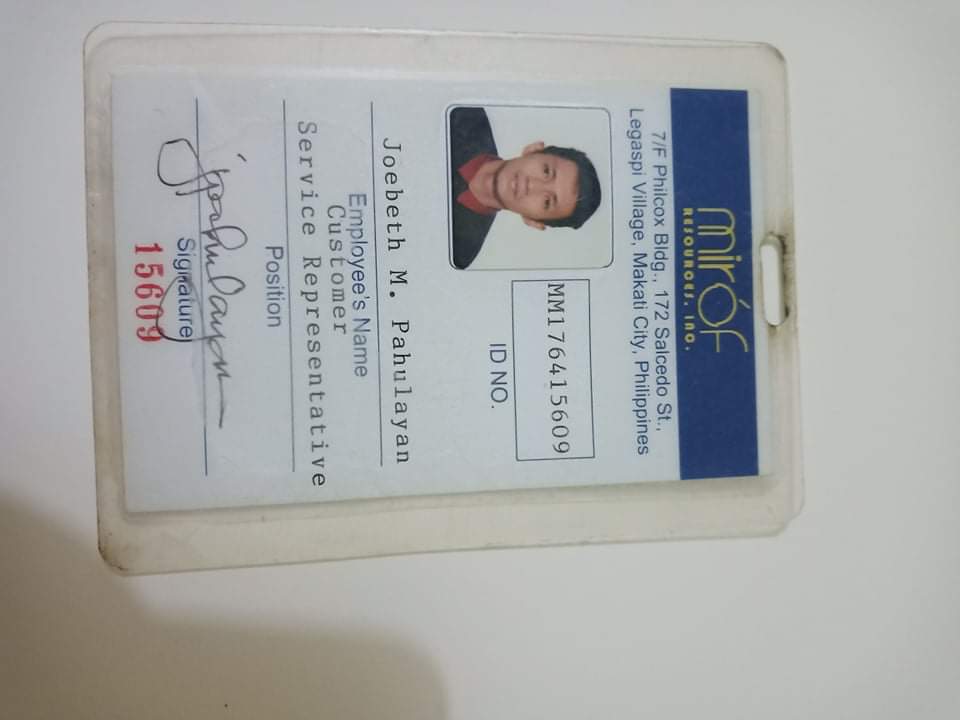 miróf
RESOURCES, INC.
7/F Philcox Bldg., 172 Salcedo St.,
Legaspi Village, Makati City, Philippines
MM176415609
ID NO.
Joebeth M. Pahulayan
Employee's Name
Customer
Service Representative
Position
jpahulayan
Signature
15609